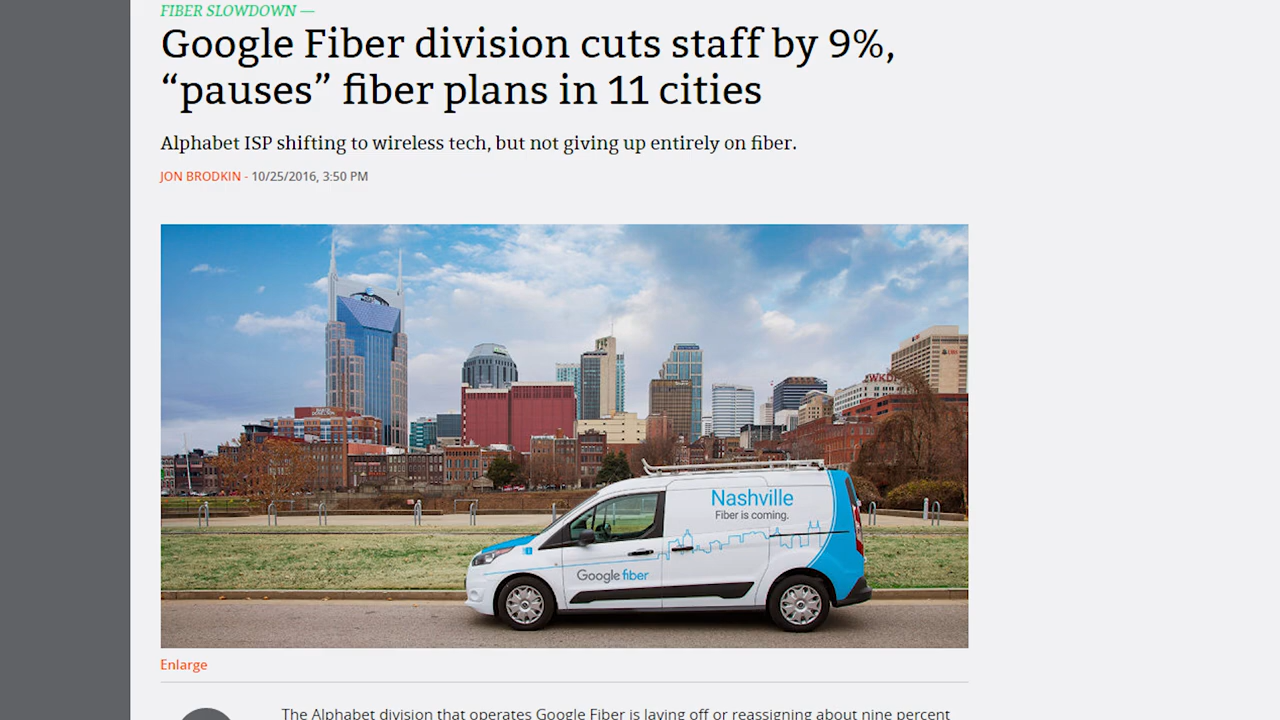 FIBER SLOWDOWN —
Google Fiber division cuts staff by 9%,
“pauses” fiber plans in 11 cities
Alphabet ISP shifting to wireless tech, but not giving up entirely on fiber.
JON BRODKIN - 10/25/2016, 3:50 PM
WKDF
UBS
Nashville
Fiber is coming.
Google fiber
Enlarge
The Alphabet division that operates Google Fiber is laying off or reassigning about nine percent